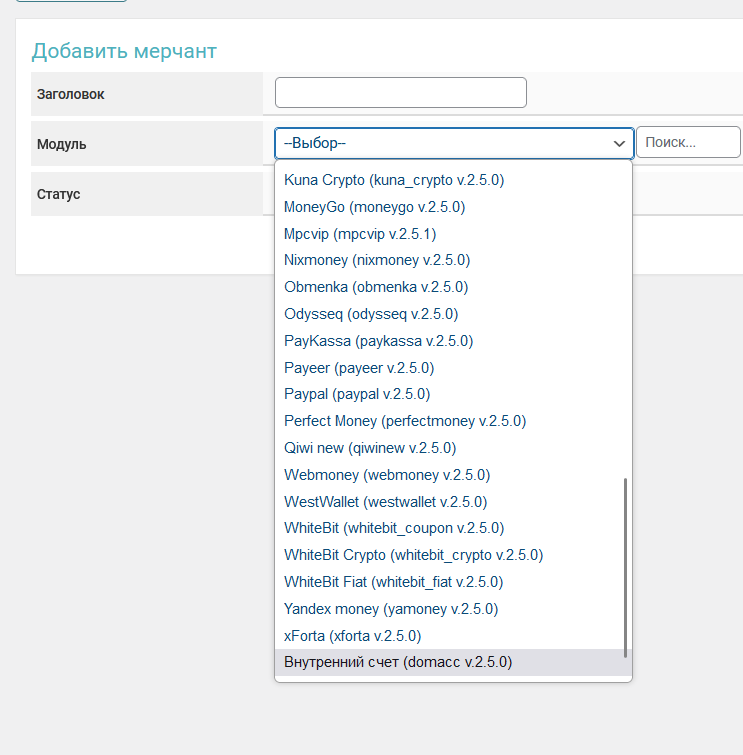 Добавить мерчант
Заголовок
Модуль
--Выбор--
Поиск...
Статус
Kuna Crypto (kuna_crypto v.2.5.0)
MoneyGo (moneygo v.2.5.0)
Mpcvip (mpcvip v.2.5.1)
Nixmoney (nixmoney v.2.5.0)
Obmenka (obmenka v.2.5.0)
Odysseq (odysseq v.2.5.0)
PayKassa (paykassa v.2.5.0)
Payeer (payeer v.2.5.0)
Paypal (paypal v.2.5.0)
Perfect Money (perfectmoney v.2.5.0)
Qiwi new (qiwinew v.2.5.0)
Webmoney (webmoney v.2.5.0)
WestWallet (westwallet v.2.5.0)
WhiteBit (whitebit_coupon v.2.5.0)
WhiteBit Crypto (whitebit_crypto v.2.5.0)
WhiteBit Fiat (whitebit_fiat v.2.5.0)
Yandex money (yamoney v.2.5.0)
xForta (xforta v.2.5.0)
Внутренний счет (domacc v.2.5.0)